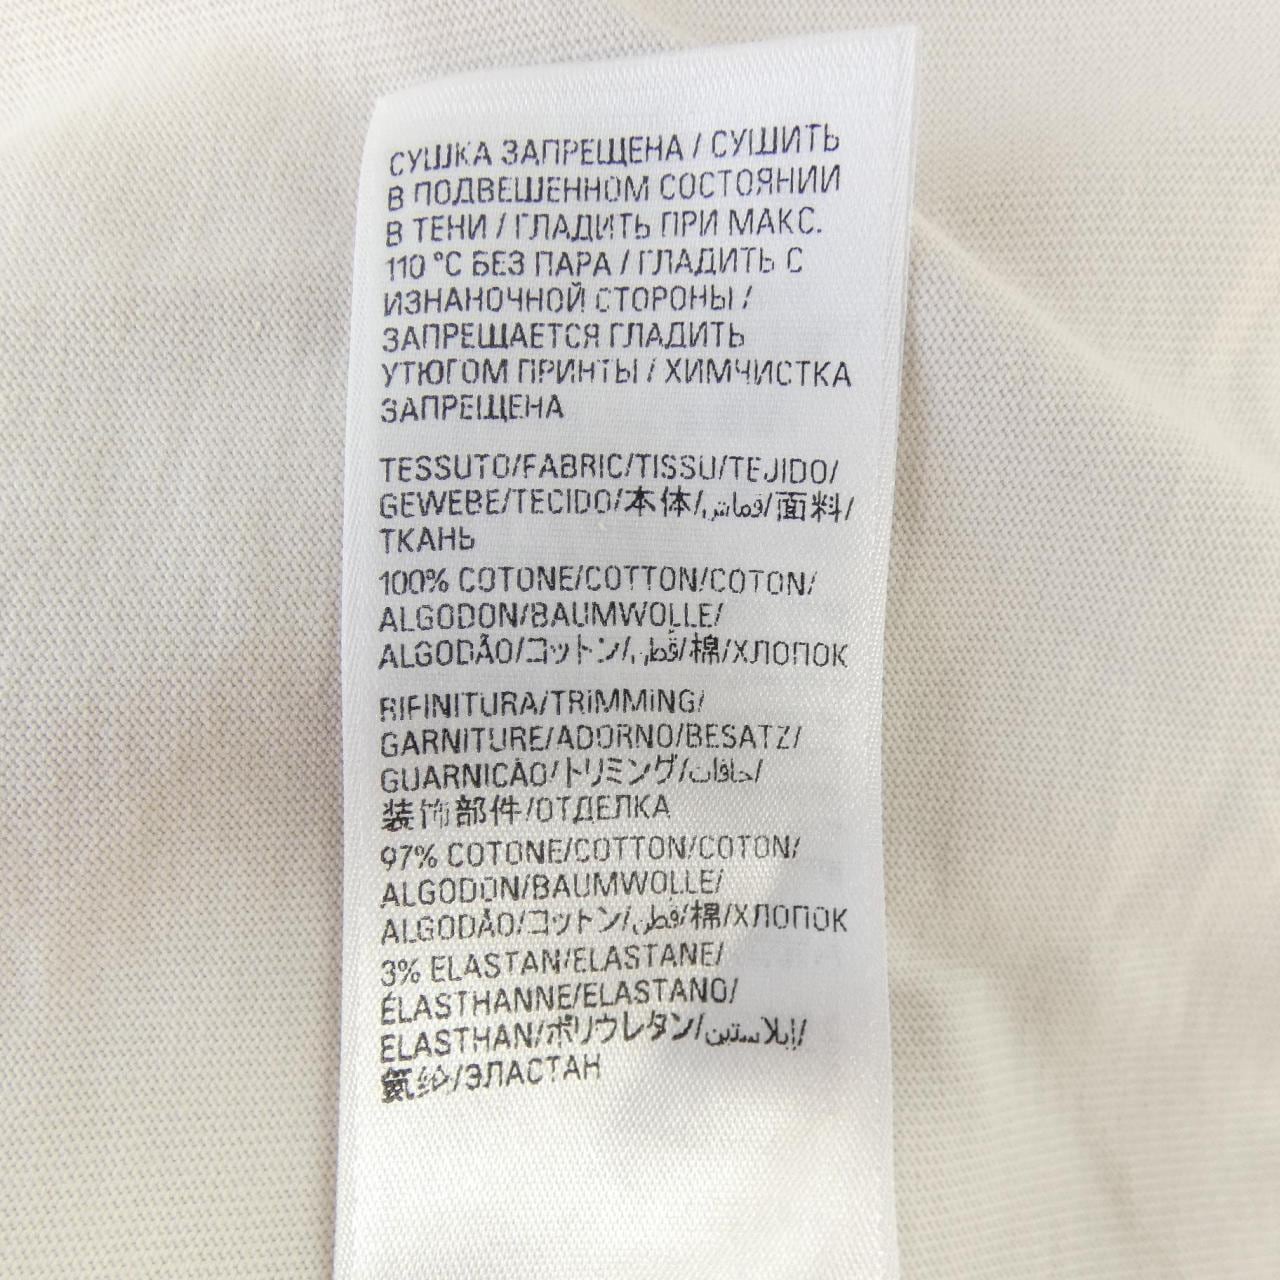 СУШКА ЗАПРЕЩЕНА / СУШИТЬ
В ПОДВЕШЕННОМ СОСТОЯНИИ
В ТЕНИ / ГЛАДИТЬ ПРИ МАКС.
110 °C БЕЗ ПАРА / ГЛАДИТЬ С
ИЗНАНОЧНОЙ СТОРОНЫ /
ЗАПРЕЩАЕТСЯ ГЛАДИТЬ
УТЮГОМ ПРИНТЫ / ХИМЧИСТКА
ЗАПРЕЩЕНА
TESSUTO/FABRIC/TISSU/TEJIDO/
GEWEBE/TECIDO/本体/قماش/面料/
ТКАНЬ
100% COTONE/COTTON/COTON/
ALGODON/BAUMWOLLE/
ALGODÃO/コットン/قطن/棉/ХЛОПОК
RIFINITURA/TRIMMING/
GARNITURE/ADORNO/BESATZ/
GUARNICÃO/トリミング/حافات/
装饰部件/ОТДЕЛКА
97% COTONE/COTTON/COTON/
ALGODON/BAUMWOLLE/
ALGODÃO/コットン/قطن/棉/ХЛОПОК
3% ELASTAN/ELASTANE/
ÉLASTHANNE/ELASTANO/
ELASTHAN/ポリウレタン/إيلاستين/
氨纶/ЭЛАСТАН